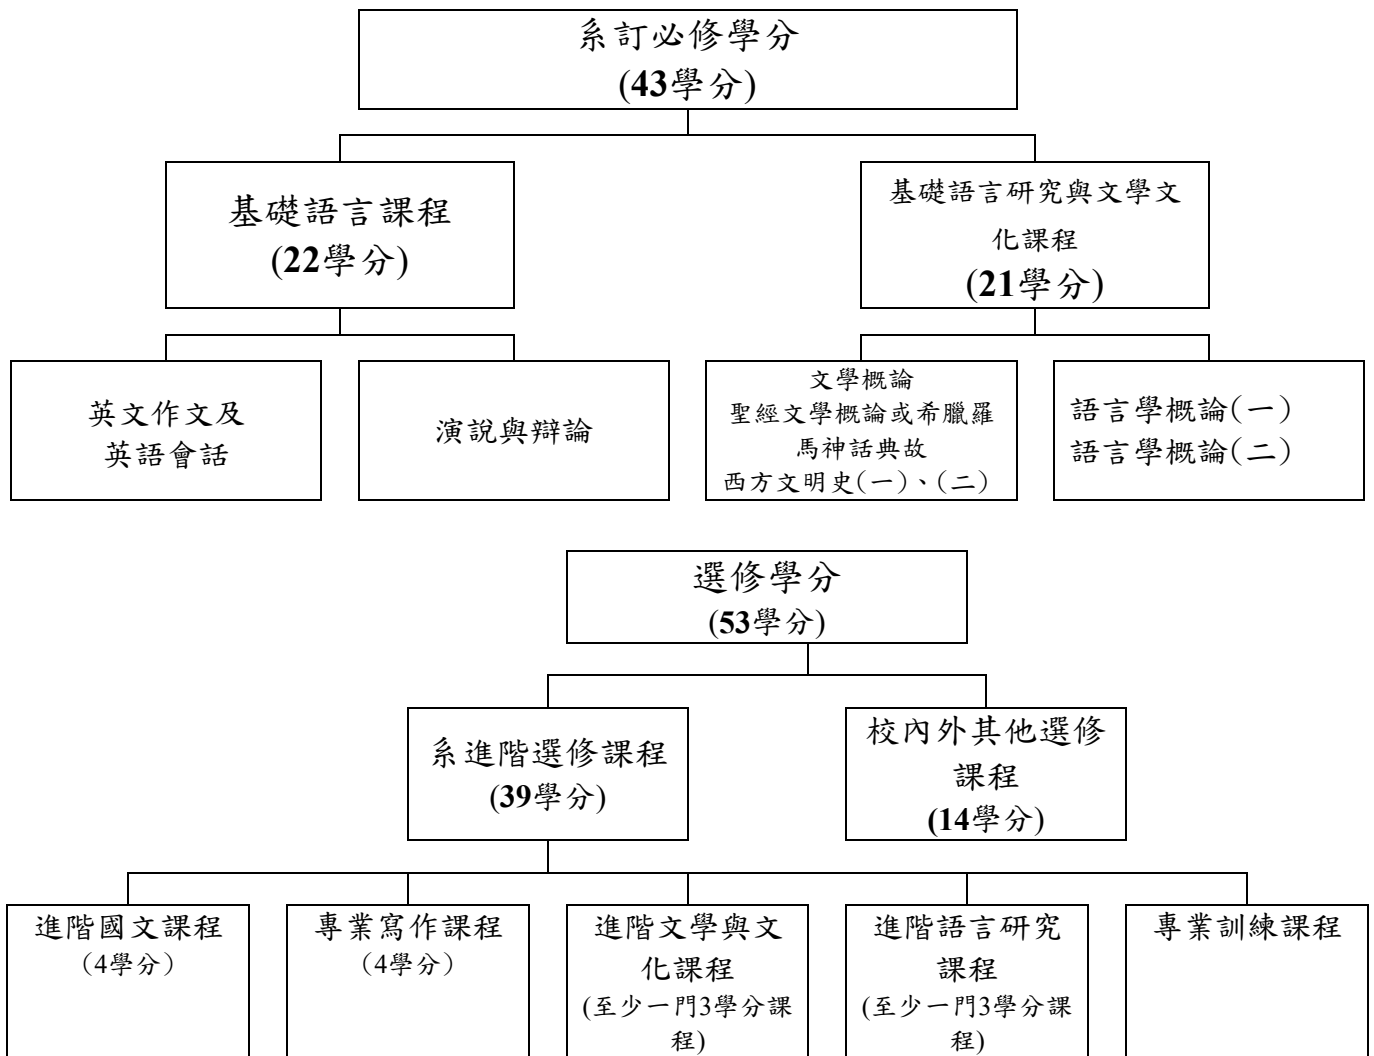 系訂必修學分
(43學分)
基礎語言課程
(22學分)
基礎語言研究與文學文
化課程
(21學分)
英文作文及
英語會話
演說與辯論
文學概論
聖經文學概論或希臘羅
馬神話典故
西方文明史(一)、(二)
語言學概論(一)
語言學概論(二)
選修學分
(53學分)
系進階選修課程
(39學分)
校內外其他選修
課程
(14學分)
進階國文課程
（4學分）
專業寫作課程
（4學分）
進階文學與文
化課程
(至少一門3學分課
程)
進階語言研究
課程
(至少一門3學分課
程)
專業訓練課程